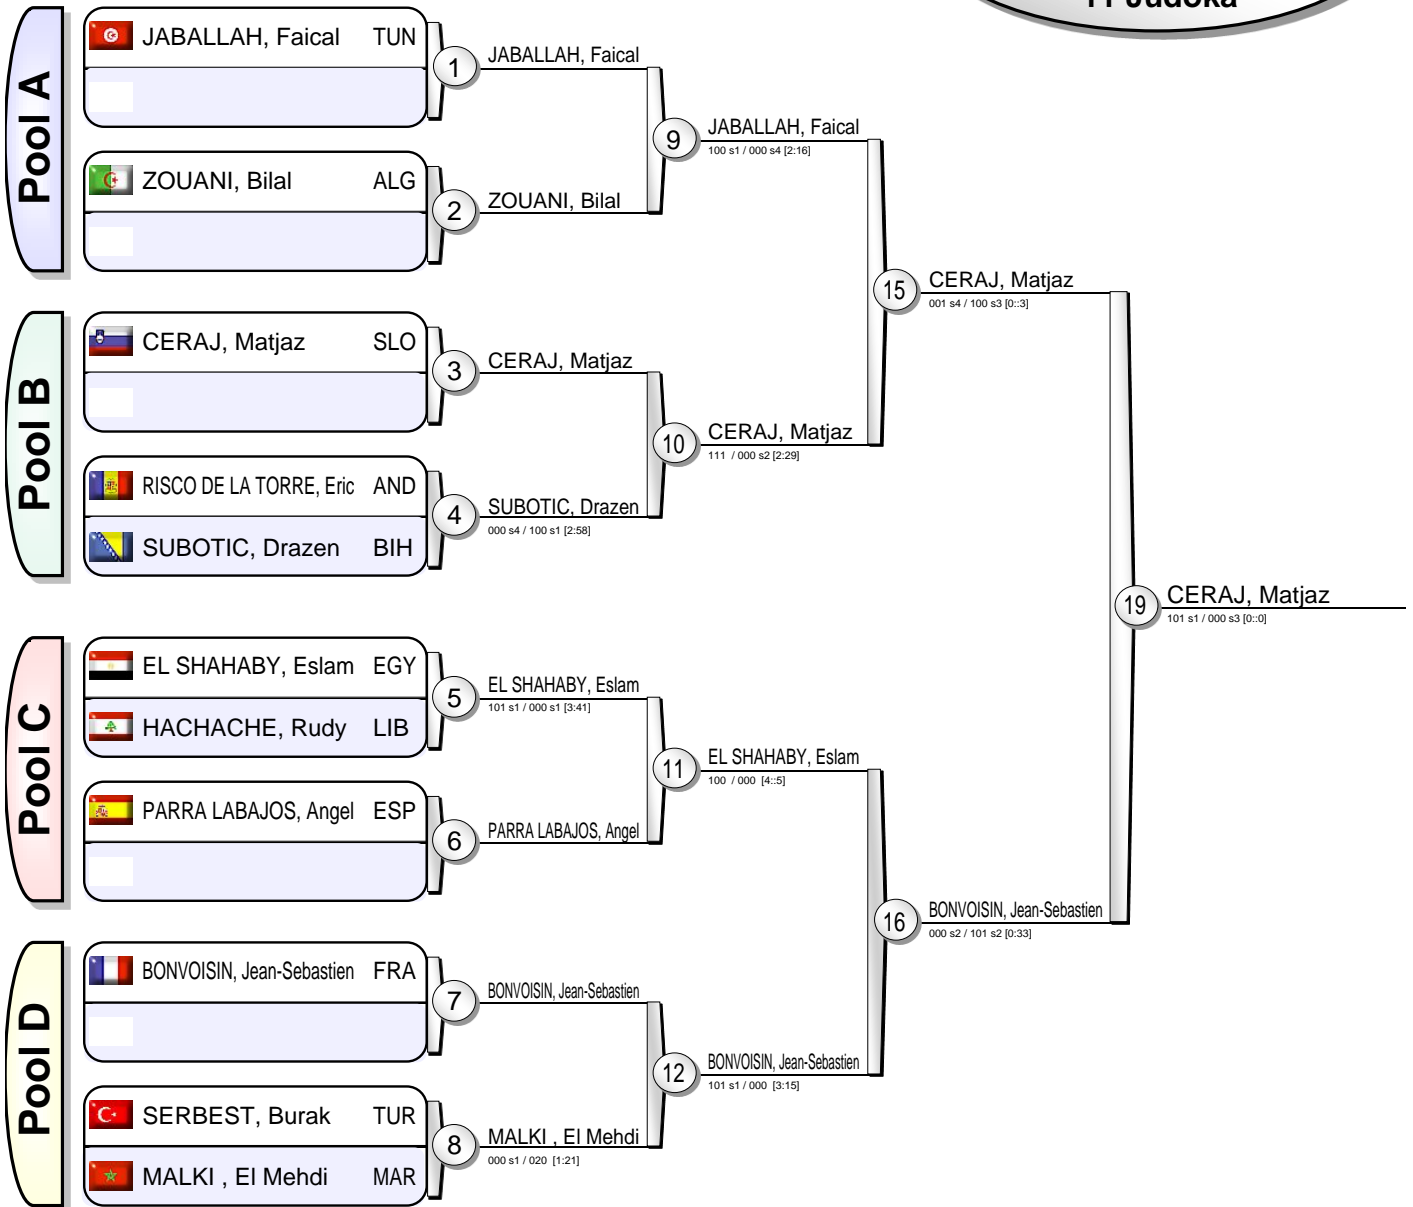 11 Judoka
Pool A
JABALLAH, Faical TUN
1
JABALLAH, Faical
ZOUANI, Bilal ALG
2
ZOUANI, Bilal
9
JABALLAH, Faical
100 s1 / 000 s4 [2:16]
Pool B
CERAJ, Matjaz SLO
3
CERAJ, Matjaz
RISCO DE LA TORRE, Eric AND
SUBOTIC, Drazen BIH
4
SUBOTIC, Drazen
000 s4 / 100 s1 [2:58]
10
CERAJ, Matjaz
111 / 000 s2 [2:29]
15
CERAJ, Matjaz
001 s4 / 100 s3 [0::3]
Pool C
EL SHAHABY, Eslam EGY
HACHACHE, Rudy LIB
5
EL SHAHABY, Eslam
101 s1 / 000 s1 [3:41]
PARRA LABAJOS, Angel ESP
6
PARRA LABAJOS, Angel
11
EL SHAHABY, Eslam
100 / 000 [4::5]
Pool D
BONVOISIN, Jean-Sebastien FRA
7
BONVOISIN, Jean-Sebastien
SERBEST, Burak TUR
MALKI , El Mehdi MAR
8
MALKI , El Mehdi
000 s1 / 020 [1:21]
12
BONVOISIN, Jean-Sebastien
101 s1 / 000 [3:15]
16
BONVOISIN, Jean-Sebastien
000 s2 / 101 s2 [0:33]
19
CERAJ, Matjaz
101 s1 / 000 s3 [0::0]